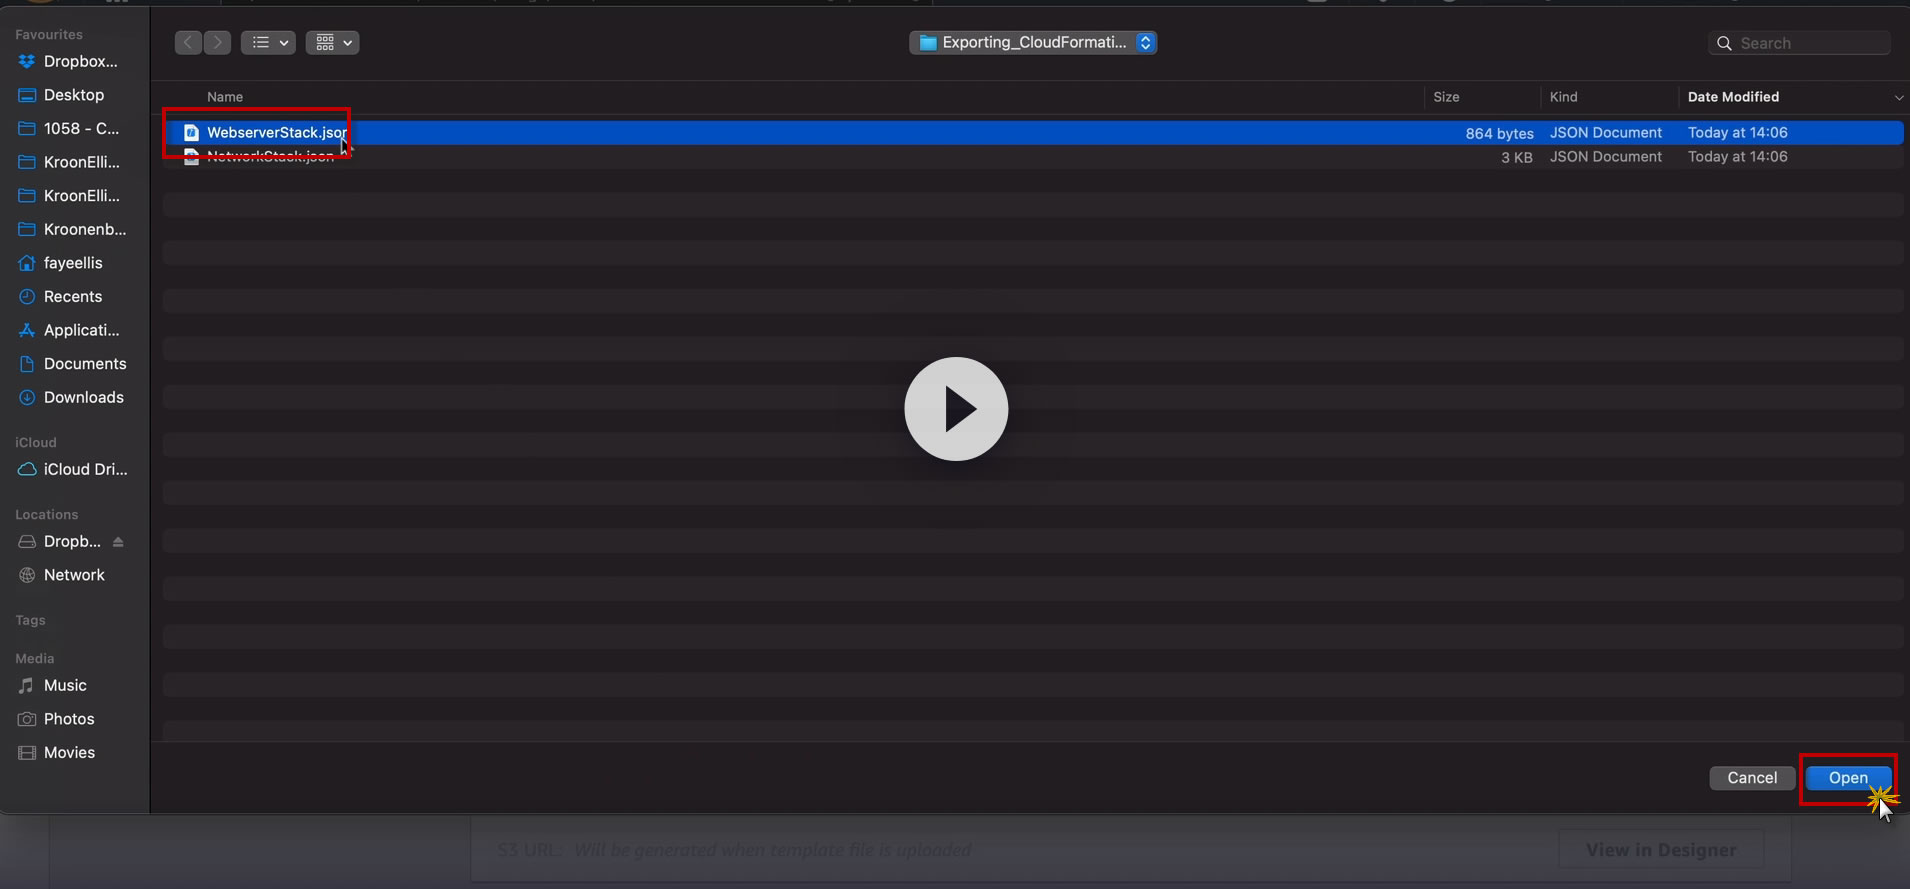 Favourites
Dropbox...
Desktop
1058 - C...
KroonElli...
KroonElli...
Kroonenb...
fayeellis
Recents
Applicati...
Documents
Downloads
iCloud
iCloud Dri...
Locations
Dropb...
Network
Tags
Media
Music
Photos
Movies
Exporting_CloudFormati...
Search
Name Size Kind Date Modified
WebserverStack.json 864 bytes JSON Document Today at 14:06
NetworkStack.json 3 KB JSON Document Today at 14:06
Cancel Open
S3 URL: Will be generated when template file is uploaded View in Designer